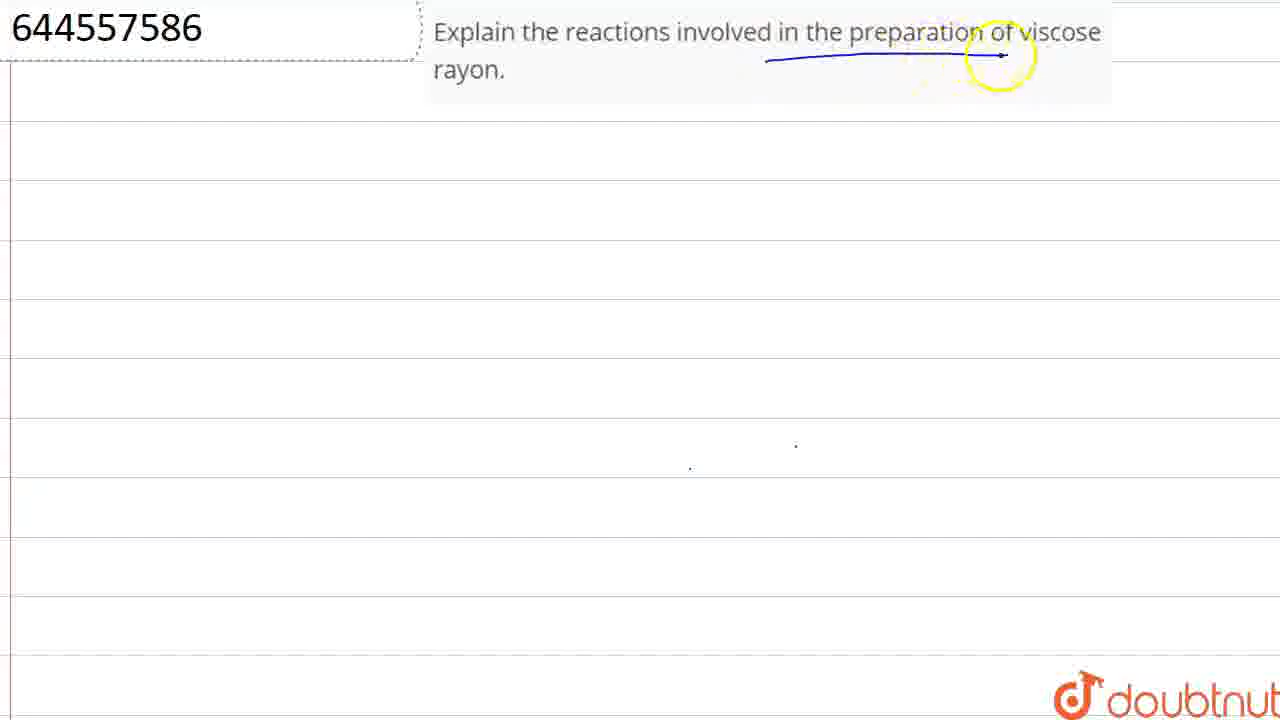 644557586
Explain the reactions involved in the preparation of viscose
rayon.
doubtnut